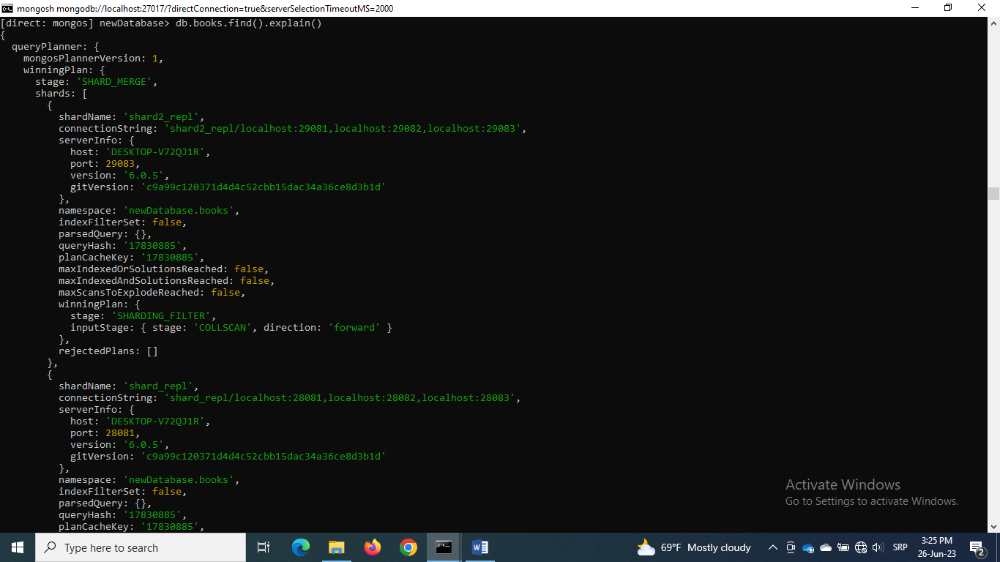 mongosh mongodb://localhost:27017/?directConnection=true&serverSelectionTimeoutMS=2000
[direct: mongos] newDatabase> db.books.find().explain()
{
  queryPlanner: {
    mongosPlannerVersion: 1,
    winningPlan: {
      stage: 'SHARD_MERGE',
      shards: [
        {
          shardName: 'shard2_repl',
          connectionString: 'shard2_repl/localhost:29081,localhost:29082,localhost:29083',
          serverInfo: {
            host: 'DESKTOP-V72QJ1R',
            port: 29083,
            version: '6.0.5',
            gitVersion: 'c9a99c120371d4d4c52cbb15dac34a36ce8d3b1d'
          },
          namespace: 'newDatabase.books',
          indexFilterSet: false,
          parsedQuery: {},
          queryHash: '17830885',
          planCacheKey: '17830885',
          maxIndexedOrSolutionsReached: false,
          maxIndexedAndSolutionsReached: false,
          maxScansToExplodeReached: false,
          winningPlan: {
            stage: 'SHARDING_FILTER',
            inputStage: { stage: 'COLLSCAN', direction: 'forward' }
          },
          rejectedPlans: []
        },
        {
          shardName: 'shard_repl',
          connectionString: 'shard_repl/localhost:28081,localhost:28082,localhost:28083',
          serverInfo: {
            host: 'DESKTOP-V72QJ1R',
            port: 28081,
            version: '6.0.5',
            gitVersion: 'c9a99c120371d4d4c52cbb15dac34a36ce8d3b1d'
          },
          namespace: 'newDatabase.books',
          indexFilterSet: false,
          parsedQuery: {},
          queryHash: '17830885',
          planCacheKey: '17830885',
Activate Windows
Go to Settings to activate Windows.
Type here to search
69°F Mostly cloudy
SRP
3:25 PM
26-Jun-23
2